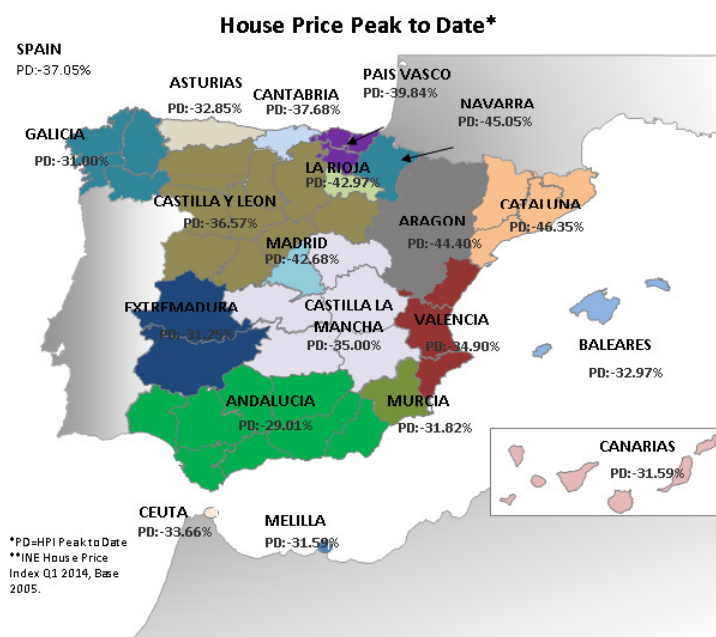 House Price Peak to Date*
SPAIN
PD:-37.05%
ASTURIAS
PD:-32.85%
CANTABRIA
PD:-37.68%
PAIS VASCO
PD:-39.84%
NAVARRA
PD:-45.05%
GALICIA
PD:-31.00%
LA RIOJA
PD:-42.97%
CASTILLA Y LEON
PD:-36.57%
ARAGON
PD:-44.40%
CATALUNA
PD:-46.35%
MADRID
PD:-42.68%
EXTREMADURA
PD:-31.25%
CASTILLA LA
MANCHA
PD:-35.00%
VALENCIA
PD:-34.90%
BALEARES
PD:-32.97%
ANDALUCIA
PD:-29.01%
MURCIA
PD:-31.82%
CANARIAS
PD:-31.59%
CEUTA
PD:-33.66%
MELILLA
PD:-31.59%
*PD=HPI Peak to Date
**INE House Price
Index Q1 2014, Base
2005.